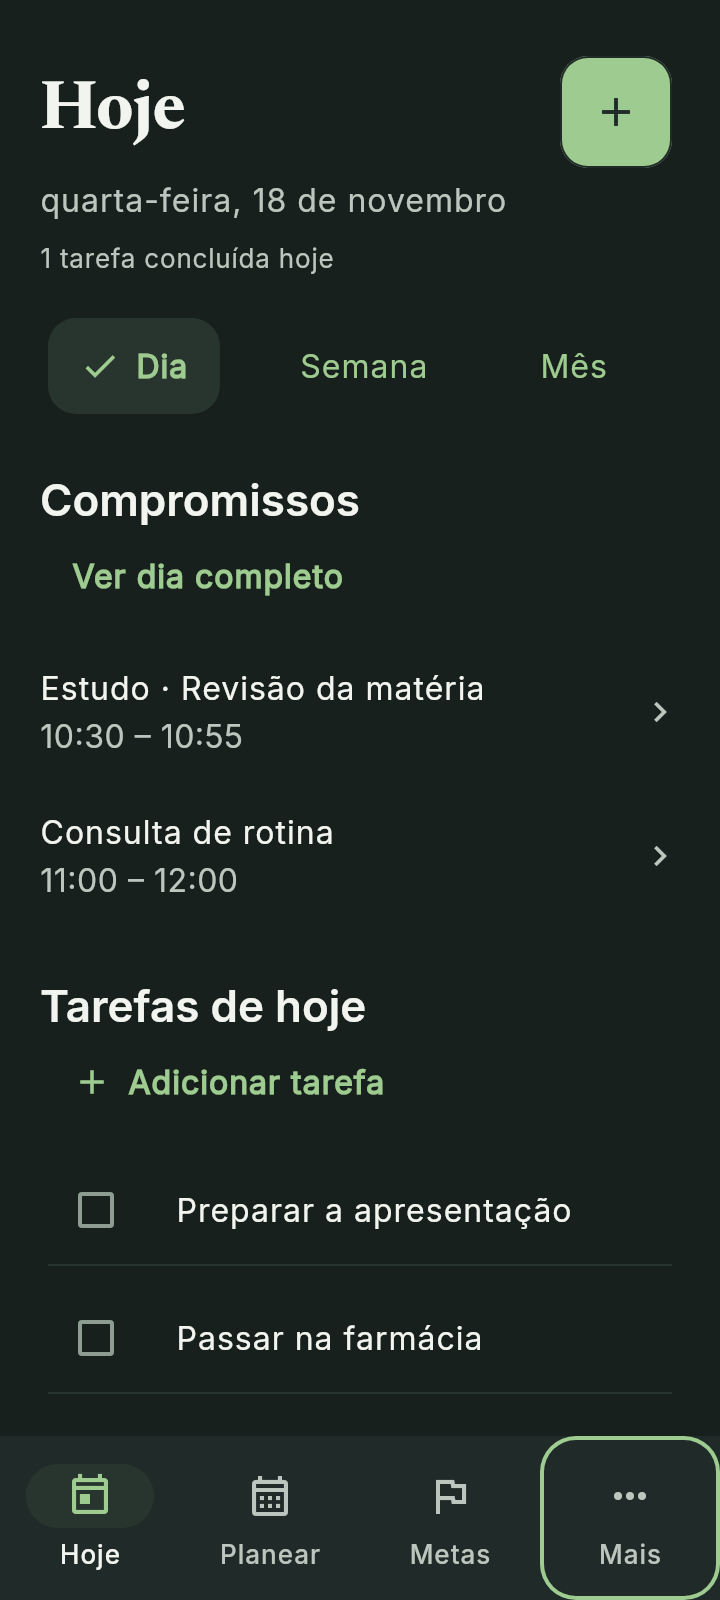 Hoje
quarta-feira, 18 de novembro
1 tarefa concluída hoje
Dia
Semana
Mês
Compromissos
Ver dia completo
Estudo · Revisão da matéria
10:30 – 10:55
Consulta de rotina
11:00 – 12:00
Tarefas de hoje
Adicionar tarefa
Preparar a apresentação
Passar na farmácia
Hoje
Planear
Metas
Mais